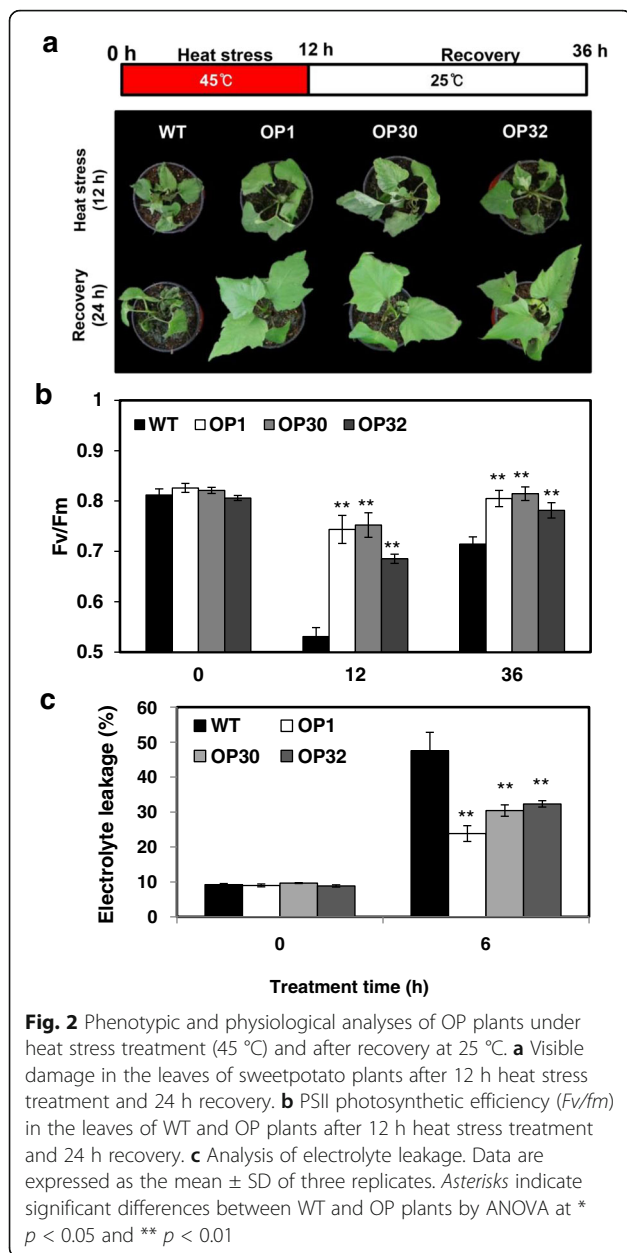 a
0 h Heat stress 12 h Recovery 36 h
45℃ 25℃
WT OP1 OP30 OP32
Heat stress
(12 h)
Recovery
(24 h)
b
1
0.9
0.8
0.7
0.6
0.5
Fv/Fm
WT OP1 OP30 OP32
** ** **
** ** **
0 12 36
c
60
50
40
30
20
10
0
Electrolyte leakage (%)
WT OP1
OP30 OP32
** ** **
0 6
Treatment time (h)
Fig. 2 Phenotypic and physiological analyses of OP plants under
heat stress treatment (45 °C) and after recovery at 25 °C. a Visible
damage in the leaves of sweetpotato plants after 12 h heat stress
treatment and 24 h recovery. b PSII photosynthetic efficiency (Fv/fm)
in the leaves of WT and OP plants after 12 h heat stress treatment
and 24 h recovery. c Analysis of electrolyte leakage. Data are
expressed as the mean ± SD of three replicates. Asterisks indicate
significant differences between WT and OP plants by ANOVA at *
p < 0.05 and ** p < 0.01